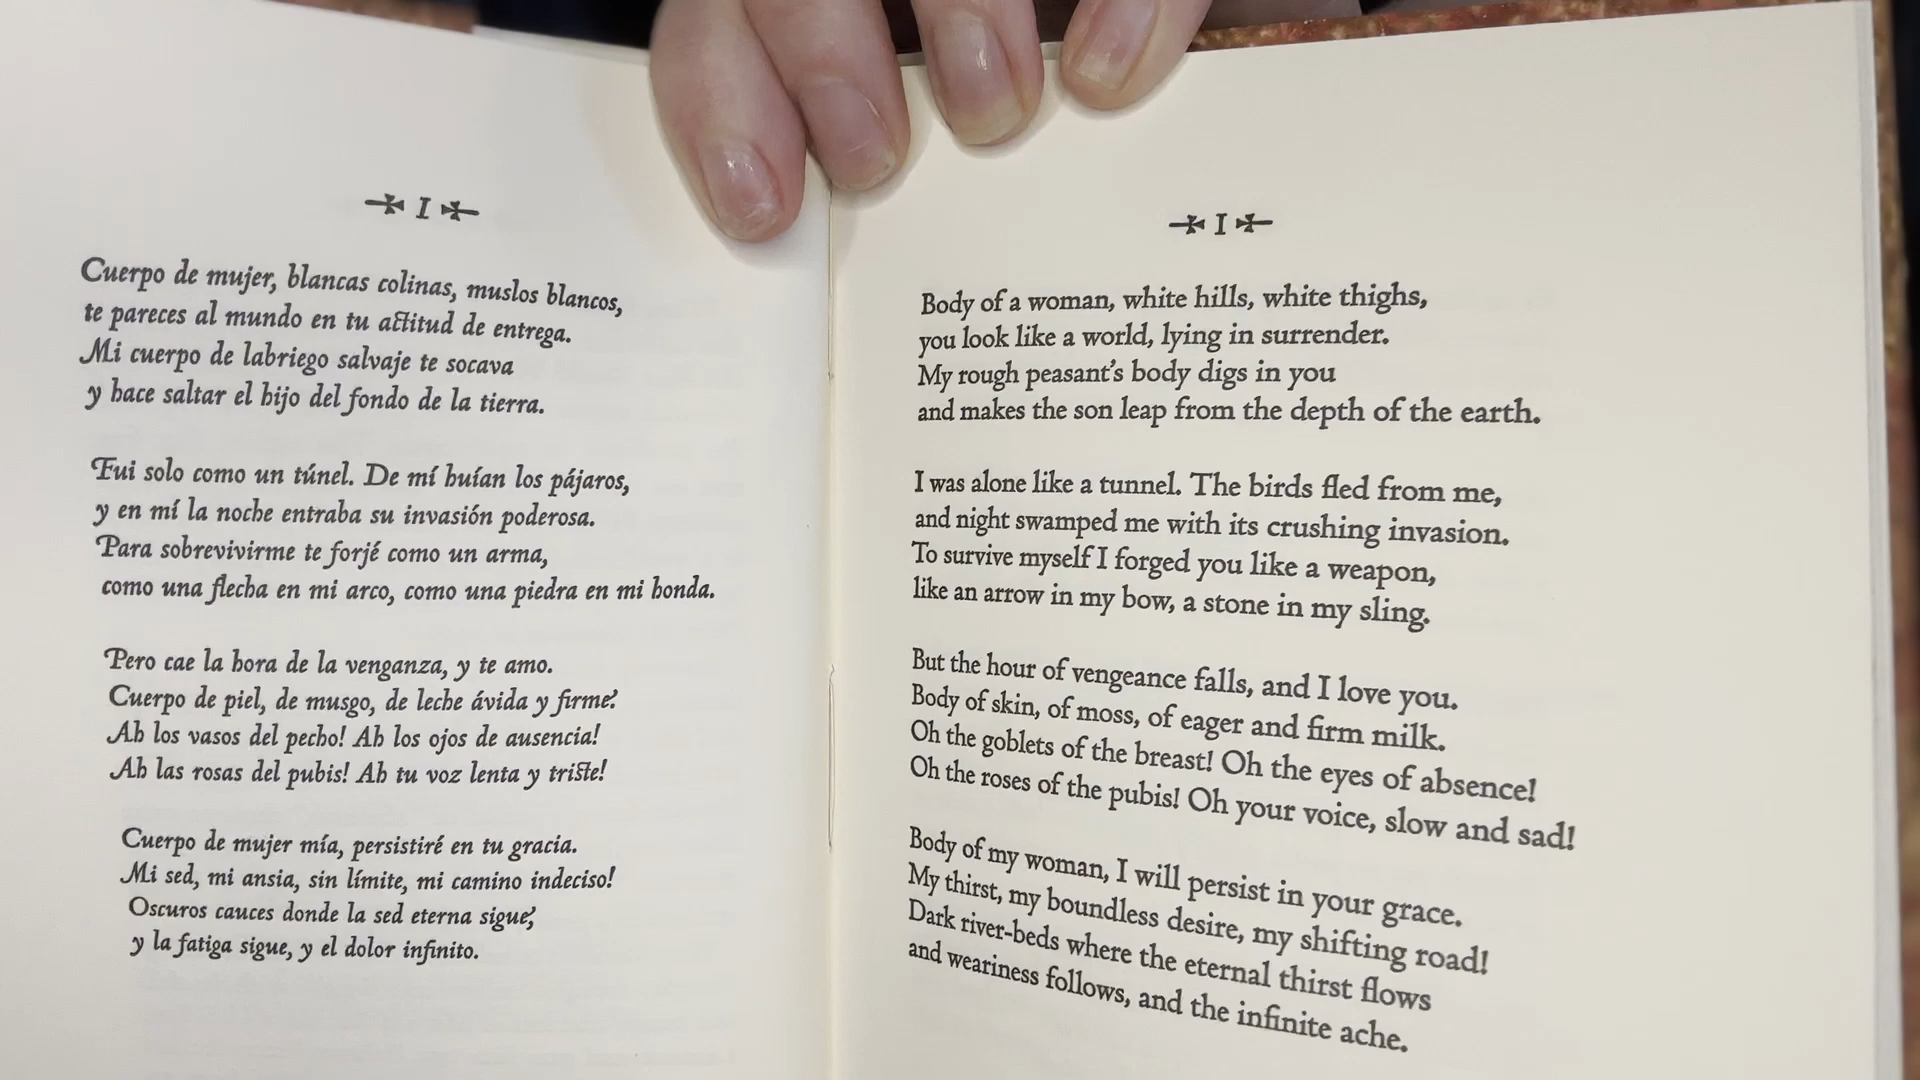 I
Cuerpo de mujer, blancas colinas, muslos blancos,
te pareces al mundo en tu actitud de entrega.
Mi cuerpo de labriego salvaje te socava
y hace saltar el hijo del fondo de la tierra.
Fui solo como un túnel. De mí huían los pájaros,
y en mí la noche entraba su invasión poderosa.
Para sobrevivirme te forjé como un arma,
como una flecha en mi arco, como una piedra en mi honda.
Pero cae la hora de la venganza, y te amo.
Cuerpo de piel, de musgo, de leche ávida y firme.
Ah los vasos del pecho! Ah los ojos de ausencia!
Ah las rosas del pubis! Ah tu voz lenta y triste!
Cuerpo de mujer mía, persistiré en tu gracia.
Mi sed, mi ansia, sin límite, mi camino indeciso!
Oscuros cauces donde la sed eterna sigue,
y la fatiga sigue, y el dolor infinito.
I
Body of a woman, white hills, white thighs,
you look like a world, lying in surrender.
My rough peasant's body digs in you
and makes the son leap from the depth of the earth.
I was alone like a tunnel. The birds fled from me,
and night swamped me with its crushing invasion.
To survive myself I forged you like a weapon,
like an arrow in my bow, a stone in my sling.
But the hour of vengeance falls, and I love you.
Body of skin, of moss, of eager and firm milk.
Oh the goblets of the breast! Oh the eyes of absence!
Oh the roses of the pubis! Oh your voice, slow and sad!
Body of my woman, I will persist in your grace.
My thirst, my boundless desire, my shifting road!
Dark river-beds where the eternal thirst flows
and weariness follows, and the infinite ache.